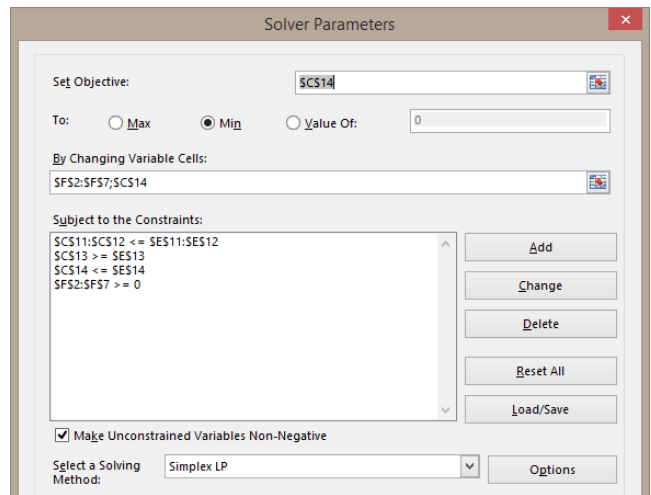 Solver Parameters
Set Objective:
$C$14
To:
Max
Min
Value Of:
0
By Changing Variable Cells:
$F$2:$F$7;$C$14
Subject to the Constraints:
$C$11:$C$12 <= $E$11:$E$12
$C$13 >= $E$13
$C$14 <= $E$14
$F$2:$F$7 >= 0
Add
Change
Delete
Reset All
Load/Save
Make Unconstrained Variables Non-Negative
Select a Solving
Method:
Simplex LP
Options